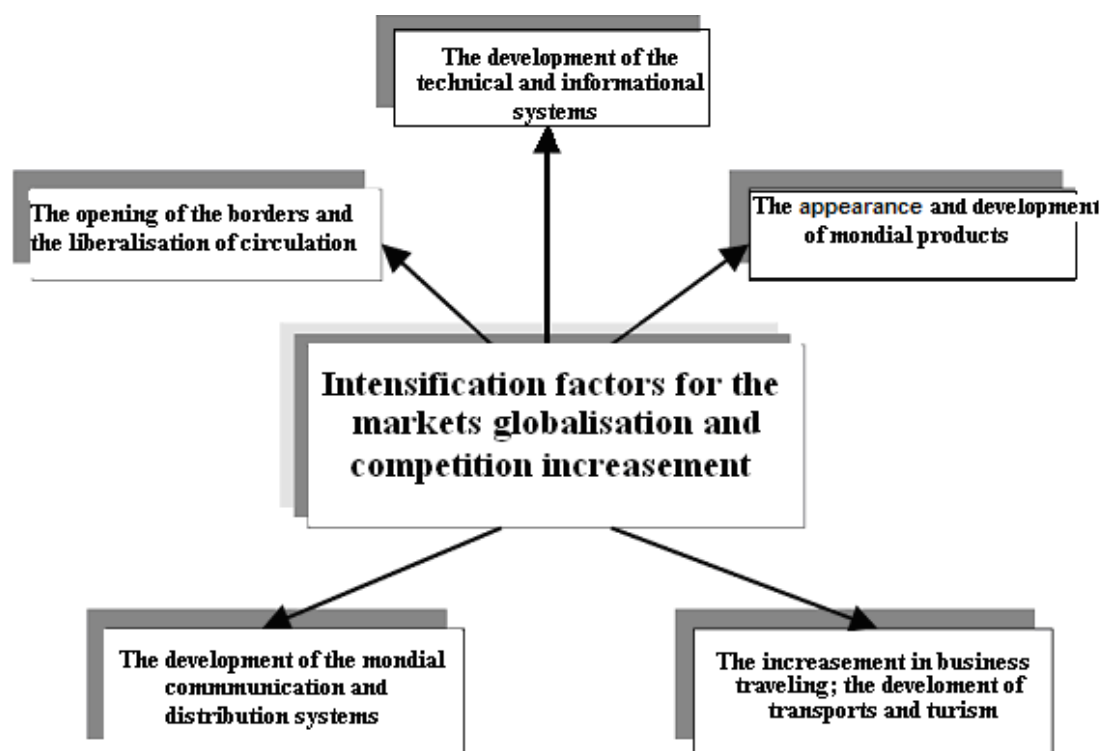 The development of the
technical and informational
systems
The opening of the borders and
the liberalisation of circulation
The appearance and development
of mondial products
Intensification factors for the
markets globalisation and
competition increasement
The development of the mondial
commmunication and
distribution systems
The increasement in business
traveling; the develoment of
transports and turism